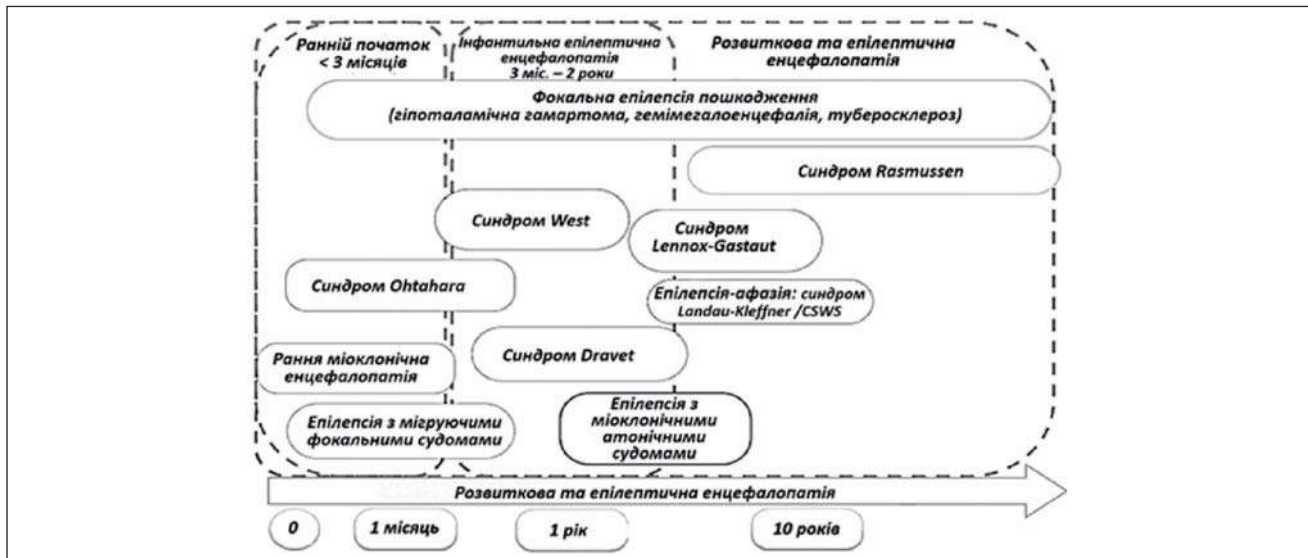 Ранній початок
< 3 місяців
Інфантильна епілептична
енцефалопатія
3 міс. – 2 роки
Розвиткова та епілептична
енцефалопатія
Фокальна епілепсія пошкодження
(гіпоталамічна гамартома, гемімегалоенцефалія, туберосклероз)
Синдром Rasmussen
Синдром West
Синдром
Lennox-Gastaut
Синдром Ohtahara
Епілепсія-афазія: синдром
Landau-Kleffner /CSWS
Синдром Dravet
Рання міоклонічна
енцефалопатія
Епілепсія з мігруючими
фокальними судомами
Епілепсія з
міоклонічними
атонічними
судомами
Розвиткова та епілептична енцефалопатія
0
1 місяць
1 рік
10 років